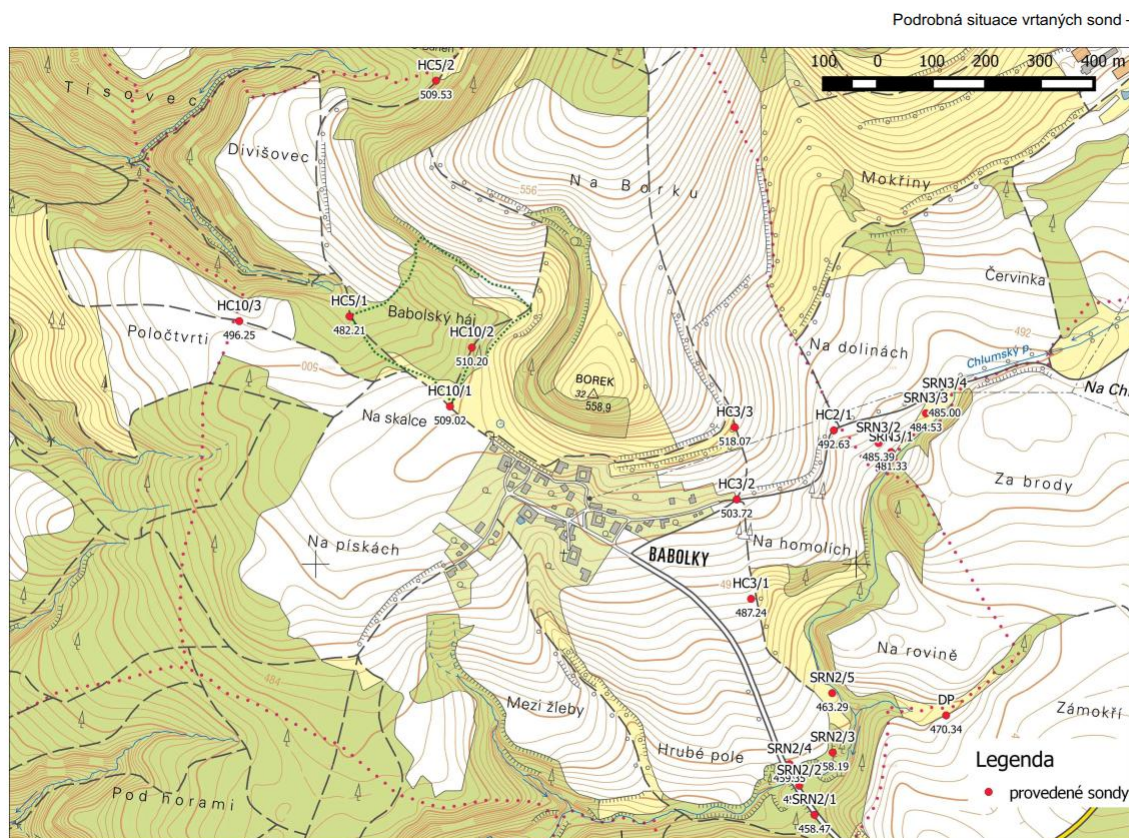 Podrobná situace vrtaných sond -
100 0 100 200 300 400 m
HC5/2
509.53
Tisovec
Divišovec
556
Na Borku
Mokřiny
Červinka
HC10/3
496.25
HC5/1
482.21
Babolský háj
HC10/2
510.20
Poločtvrti
500
492
Chlumský p.
Na dolinách
BOREK
32
558,9
HC10/1
509.02
Na skalce
HC3/3
518.07
HC2/1
492.63
SRN3/4
485.00
SRN3/3
484.53
SRN3/2
485.39
SRN3/1
481.33
Na Ch
HC3/2
503.72
Za brody
Na pískách
BABOLKY
Na homolích
HC3/1
487.24
Na rovině
484
SRN2/5
463.29
DP
470.34
Mezi žleby
Zámokří
Hrubé pole
SRN2/3
58.19
SRN2/4
SRN2/2
SRN2/1
458.47
Pod horami
Legenda
provedené sondy